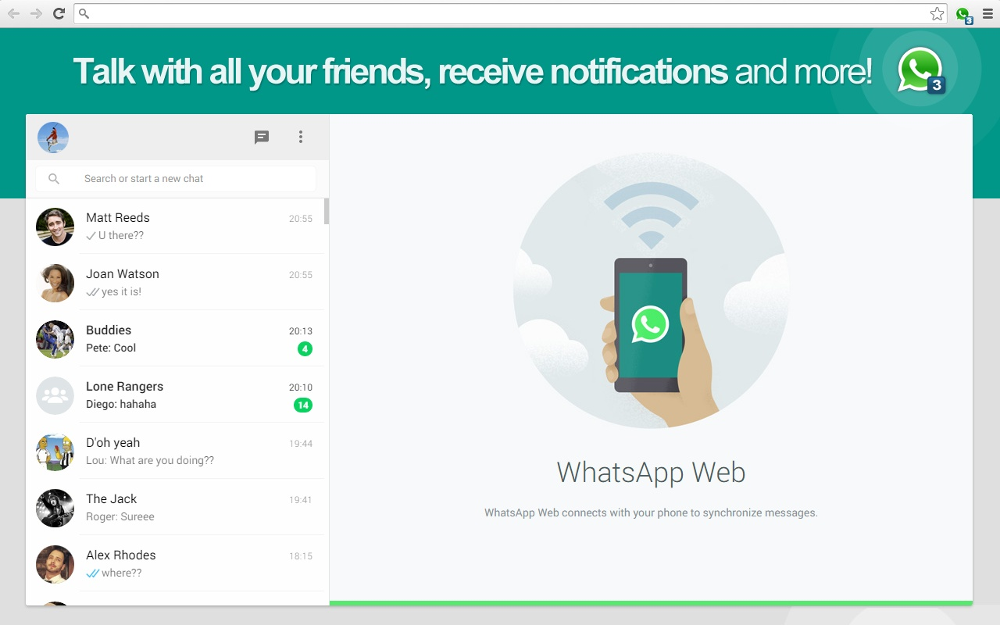 3
Talk with all your friends, receive notifications and more!
3
Search or start a new chat
Matt Reeds 20:55
U there??
Joan Watson 20:55
yes it is!
Buddies 20:13
Pete: Cool 4
Lone Rangers 20:10
Diego: hahaha 14
D'oh yeah 19:44
Lou: What are you doing??
The Jack 19:41
Roger: Sureee
Alex Rhodes 18:15
where??
WhatsApp Web
WhatsApp Web connects with your phone to synchronize messages.